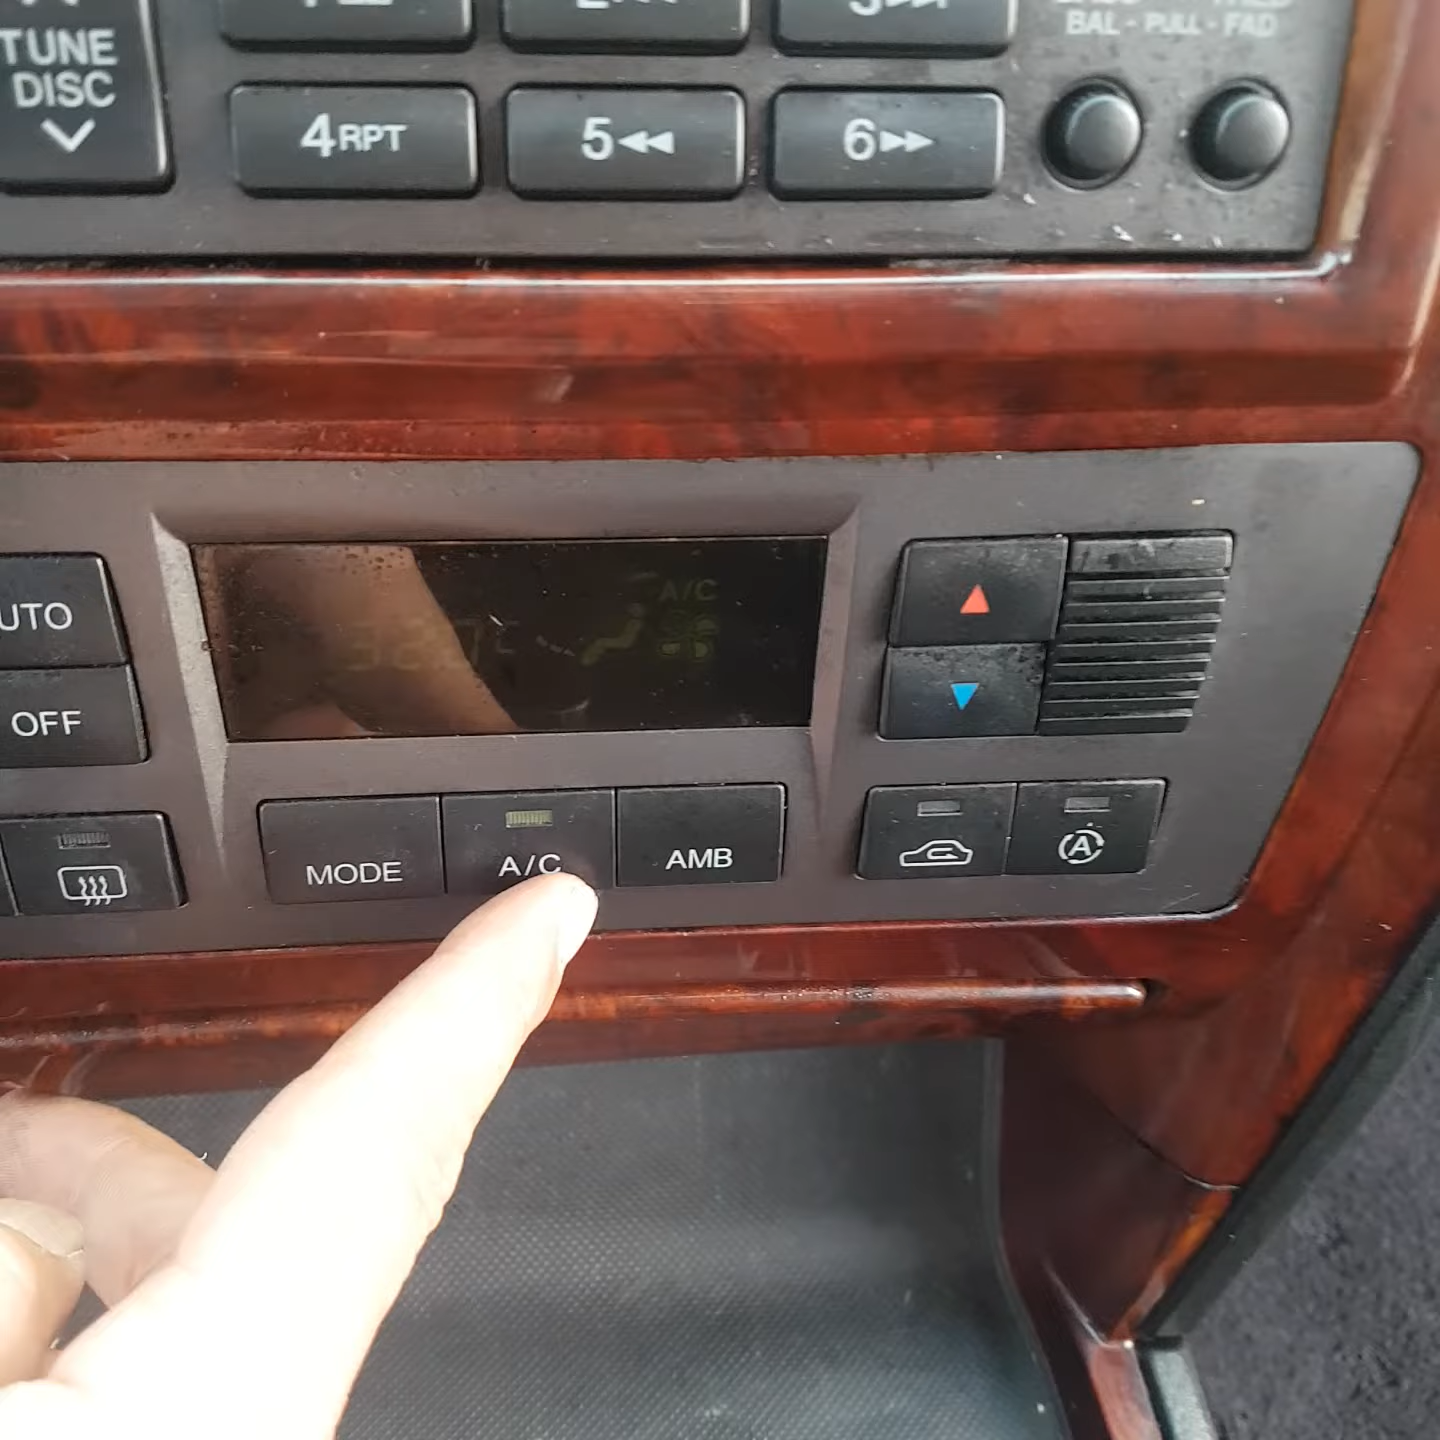 TUNE
DISC
BAL - PULL - FAD
4RPT
5
6
A/C
UTO
OFF
MODE
A/C
AMB
A